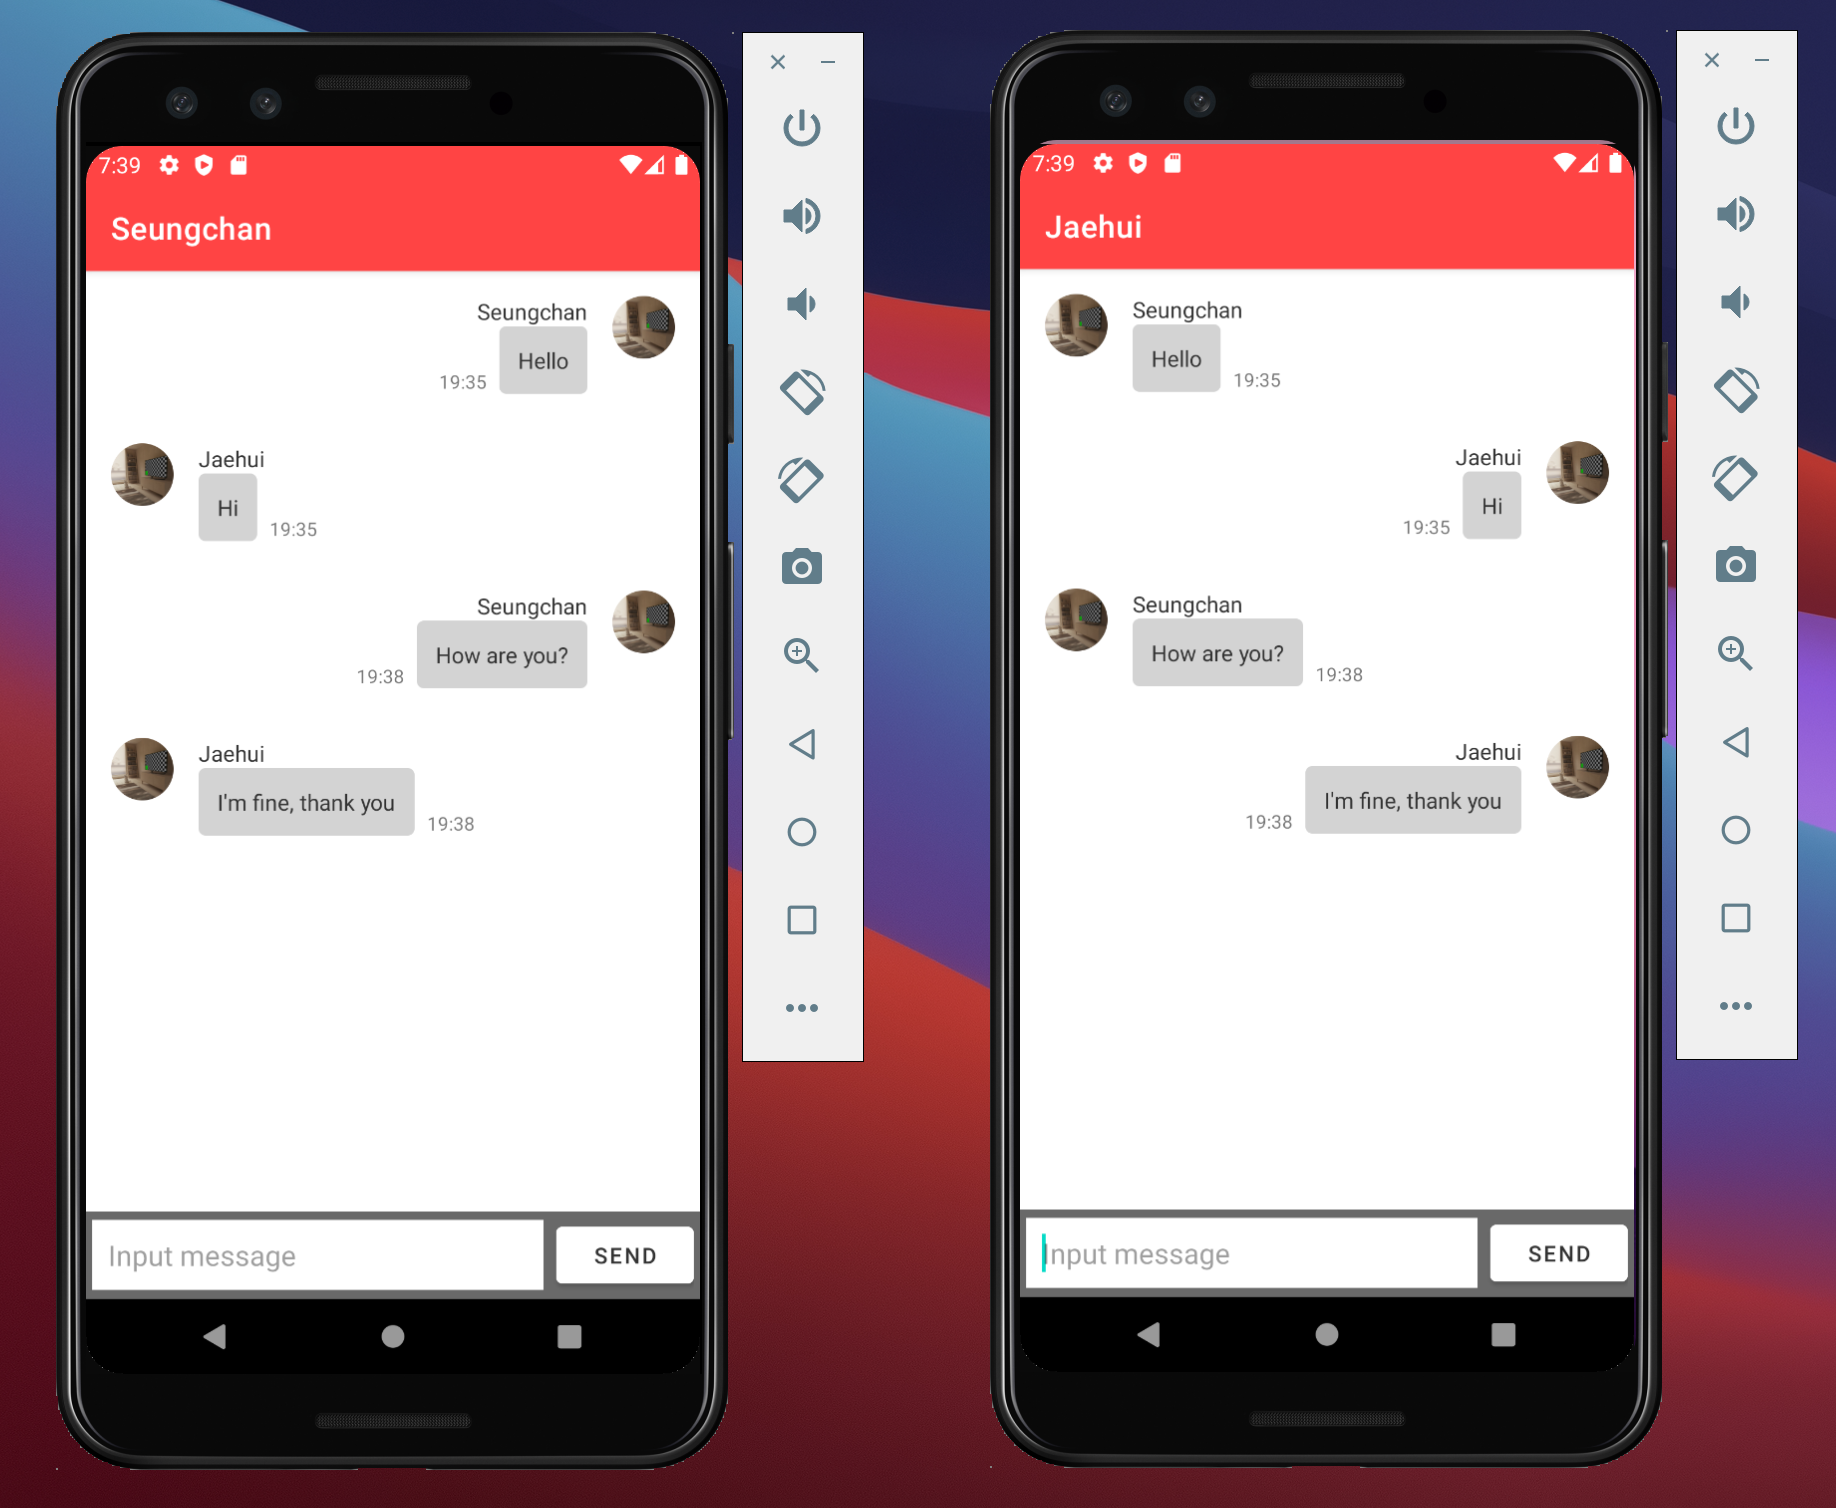 7:39
Seungchan
Seungchan
Hello
19:35
Jaehui
Hi
19:35
Seungchan
How are you?
19:38
Jaehui
I'm fine, thank you
19:38
Input message
SEND
7:39
Jaehui
Seungchan
Hello
19:35
Jaehui
Hi
19:35
Seungchan
How are you?
19:38
Jaehui
I'm fine, thank you
19:38
Input message
SEND